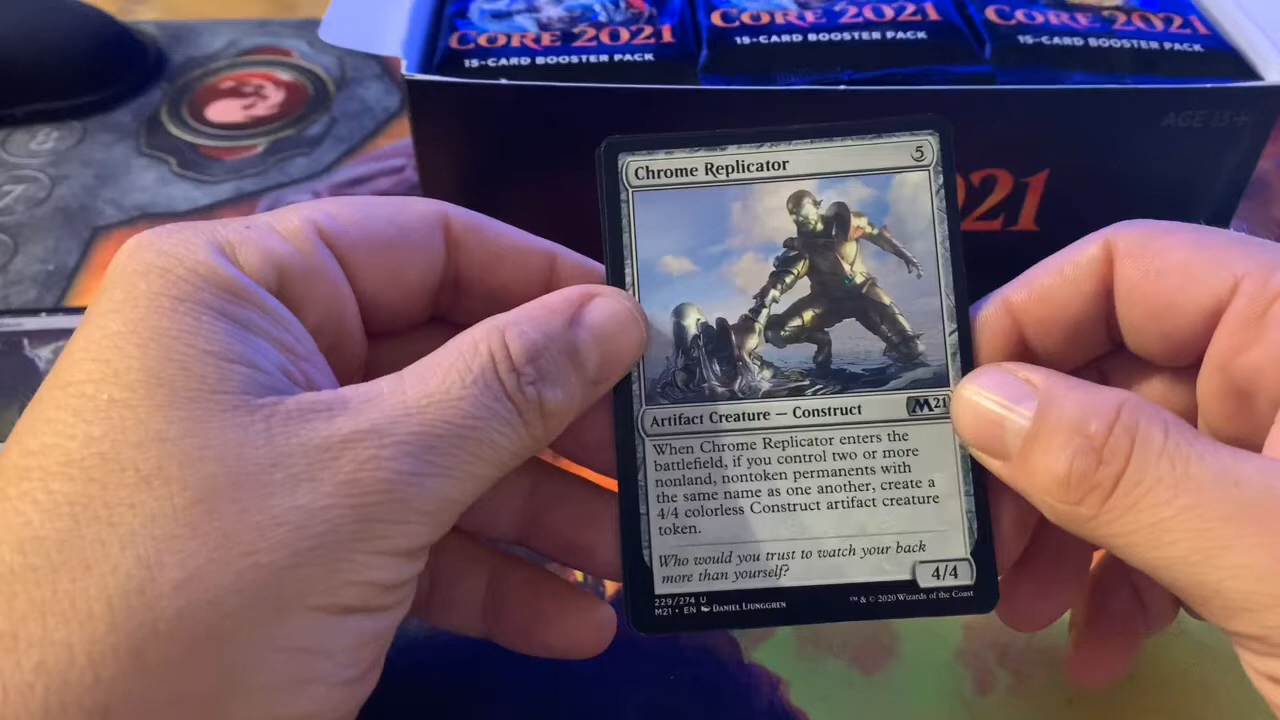 CORE 2021
15-CARD BOOSTER PACK
CORE 2021
15-CARD BOOSTER PACK
CORE 2021
15-CARD BOOSTER PACK
AGE 13+
2021
8
7
Chrome Replicator
5
Artifact Creature — Construct
M21
When Chrome Replicator enters the
battlefield, if you control two or more
nonland, nontoken permanents with
the same name as one another, create a
4/4 colorless Construct artifact creature
token.
Who would you trust to watch your back
more than yourself?
4/4
229/274 U
M21 • EN DANIEL LJUNGGREN
™ & © 2020 Wizards of the Coast